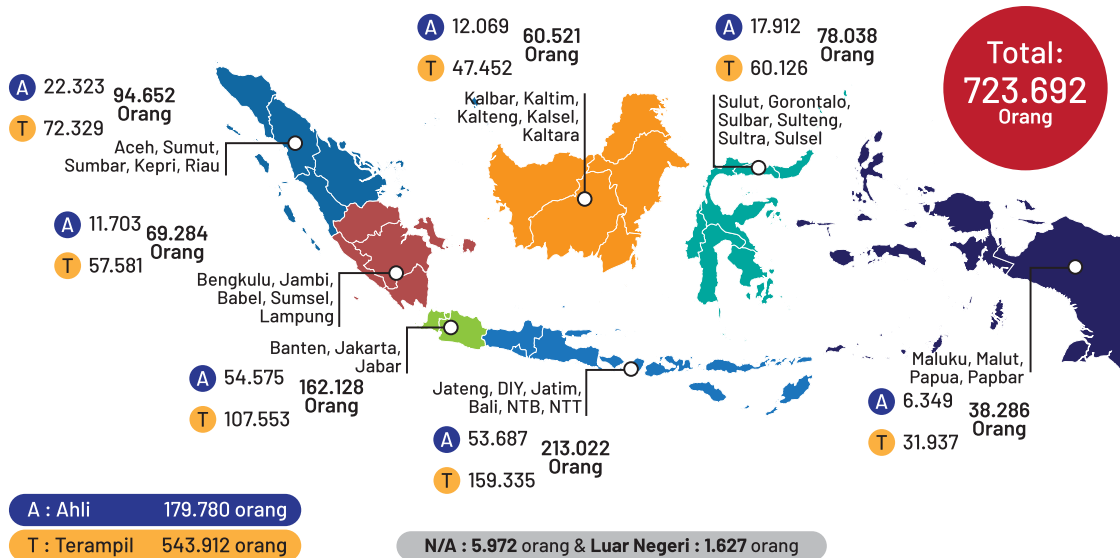 A 22.323
94.652
Orang
T 72.329
Aceh, Sumut,
Sumbar, Kepri, Riau
A 12.069
60.521
Orang
T 47.452
Kalbar, Kaltim,
Kalteng, Kalsel,
Kaltara
A 17.912
78.038
Orang
T 60.126
Sulut, Gorontalo,
Sulbar, Sulteng,
Sultra, Sulsel
Total:
723.692
Orang
A 11.703
69.284
Orang
T 57.581
Bengkulu, Jambi,
Babel, Sumsel,
Lampung
Banten, Jakarta,
Jabar
A 54.575
162.128
Orang
T 107.553
Jateng, DIY, Jatim,
Bali, NTB, NTT
A 53.687
213.022
Orang
T 159.335
Maluku, Malut,
Papua, Papbar
A 6.349
38.286
Orang
T 31.937
A : Ahli 179.780 orang
T : Terampil 543.912 orang
N/A : 5.972 orang & Luar Negeri : 1.627 orang